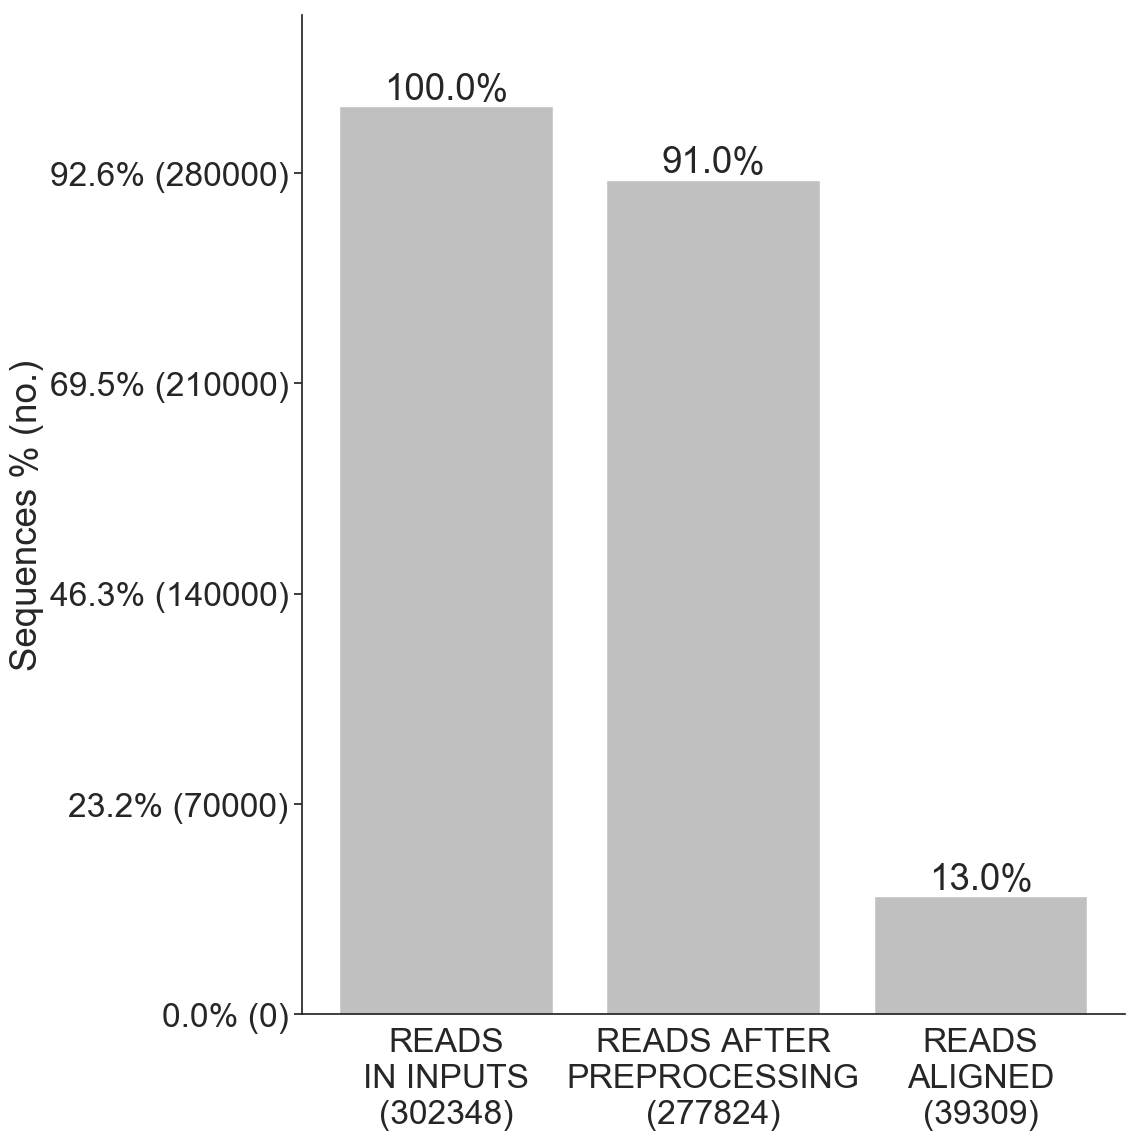 100.0%
91.0%
13.0%
Sequences % (no.)
92.6% (280000)
69.5% (210000)
46.3% (140000)
23.2% (70000)
0.0% (0)
READS
IN INPUTS
(302348)
READS AFTER
PREPROCESSING
(277824)
READS
ALIGNED
(39309)